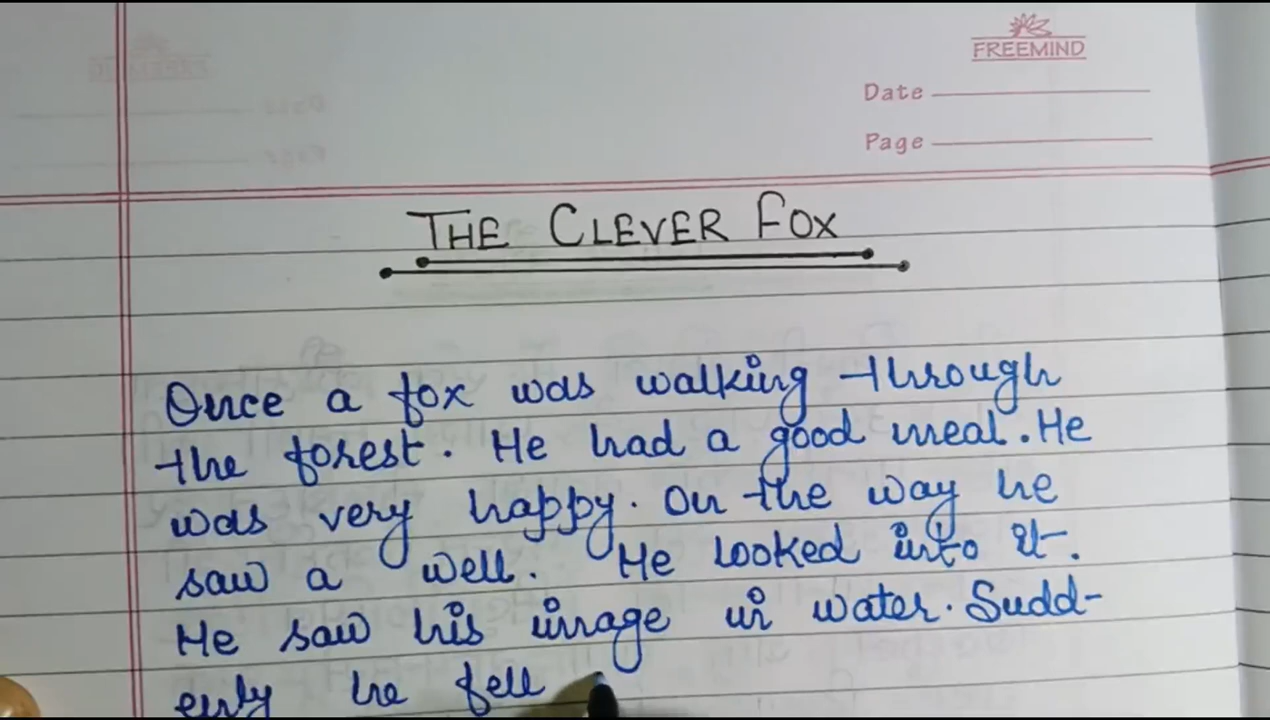 FREEMIND
Date
Page
THE CLEVER FOX
Once a fox was walking through
the forest. He had a good meal. He
was very happy. On the way he
saw a well. He looked into it.
He saw his image in water. Sudd-
enly he fell